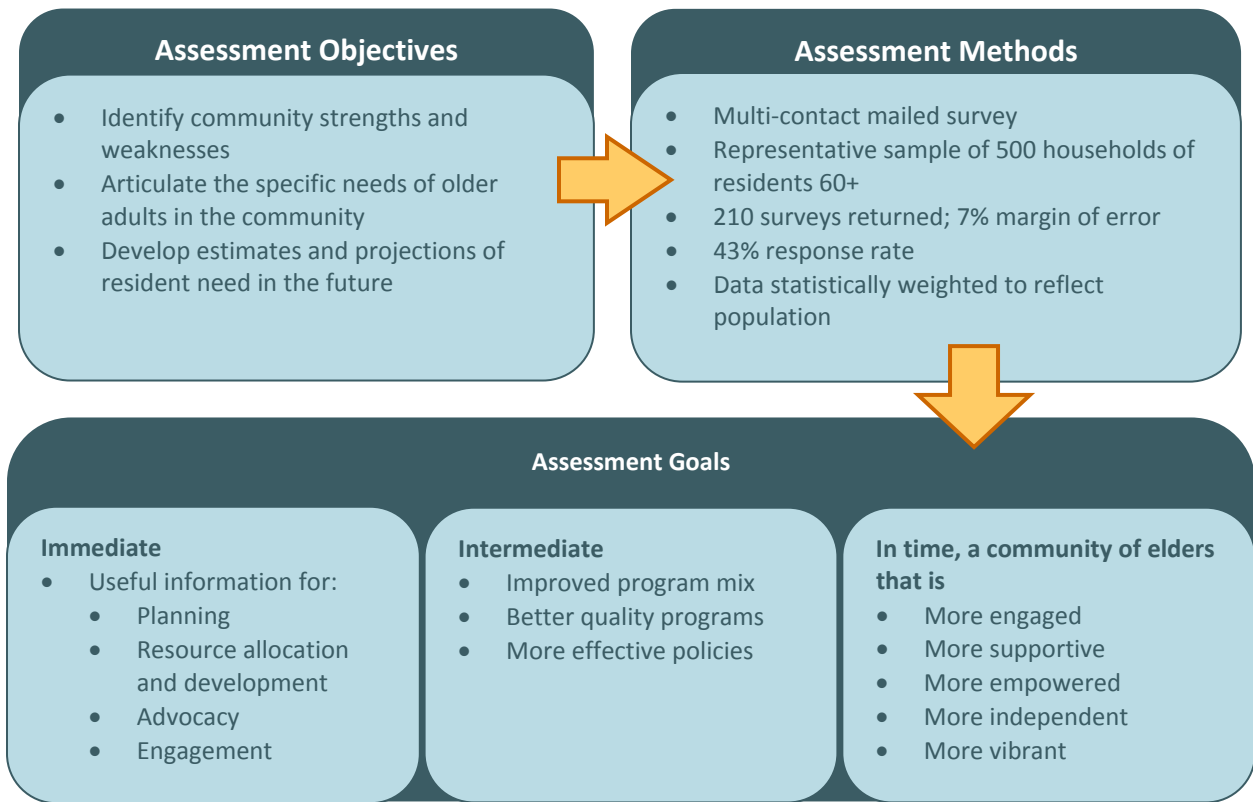 Assessment Objectives
• Identify community strengths and
weaknesses
• Articulate the specific needs of older
adults in the community
• Develop estimates and projections of
resident need in the future
Assessment Methods
• Multi-contact mailed survey
• Representative sample of 500 households of
residents 60+
• 210 surveys returned; 7% margin of error
• 43% response rate
• Data statistically weighted to reflect
population
Assessment Goals
Immediate
• Useful information for:
• Planning
• Resource allocation
and development
• Advocacy
• Engagement
Intermediate
• Improved program mix
• Better quality programs
• More effective policies
In time, a community of elders
that is
• More engaged
• More supportive
• More empowered
• More independent
• More vibrant